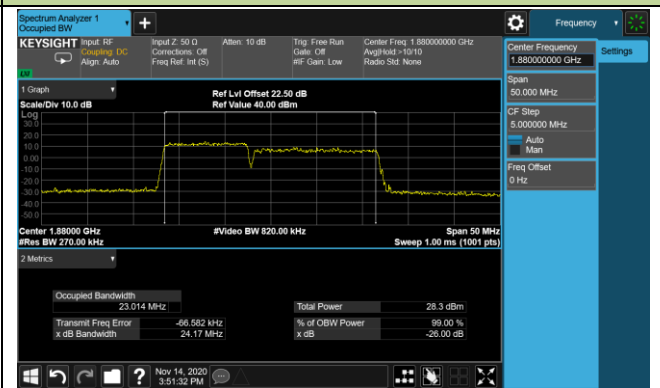 Spectrum Analyzer 1
Occupied BW
Frequency
KEYSIGHT
Input: RF
Coupling: DC
Align: Auto
Input Z: 50 Ω
Corrections: Off
Freq Ref: Int (S)
Atten: 10 dB
Trig: Free Run
Gate: Off
#IF Gain: Low
Center Freq: 1.880000000 GHz
Avg|Hold:>10/10
Radio Std: None
LW
Center Frequency
1.880000000 GHz
Settings
Span
50.000 MHz
CF Step
5.000000 MHz
Auto
Man
Freq Offset
0 Hz
1 Graph
Scale/Div 10.0 dB
Ref Lvl Offset 22.50 dB
Ref Value 40.00 dBm
Log
30.0
20.0
10.0
0.00
-10.0
-20.0
-30.0
-40.0
-50.0
Center 1.88000 GHz
#Res BW 270.00 kHz
#Video BW 820.00 kHz
Span 50 MHz
Sweep 1.00 ms (1001 pts)
2 Metrics
Occupied Bandwidth
23.014 MHz
Total Power 28.3 dBm
Transmit Freq Error -66.582 kHz
% of OBW Power 99.00 %
x dB Bandwidth 24.17 MHz
x dB -26.00 dB
?
Nov 14, 2020
3:51:32 PM